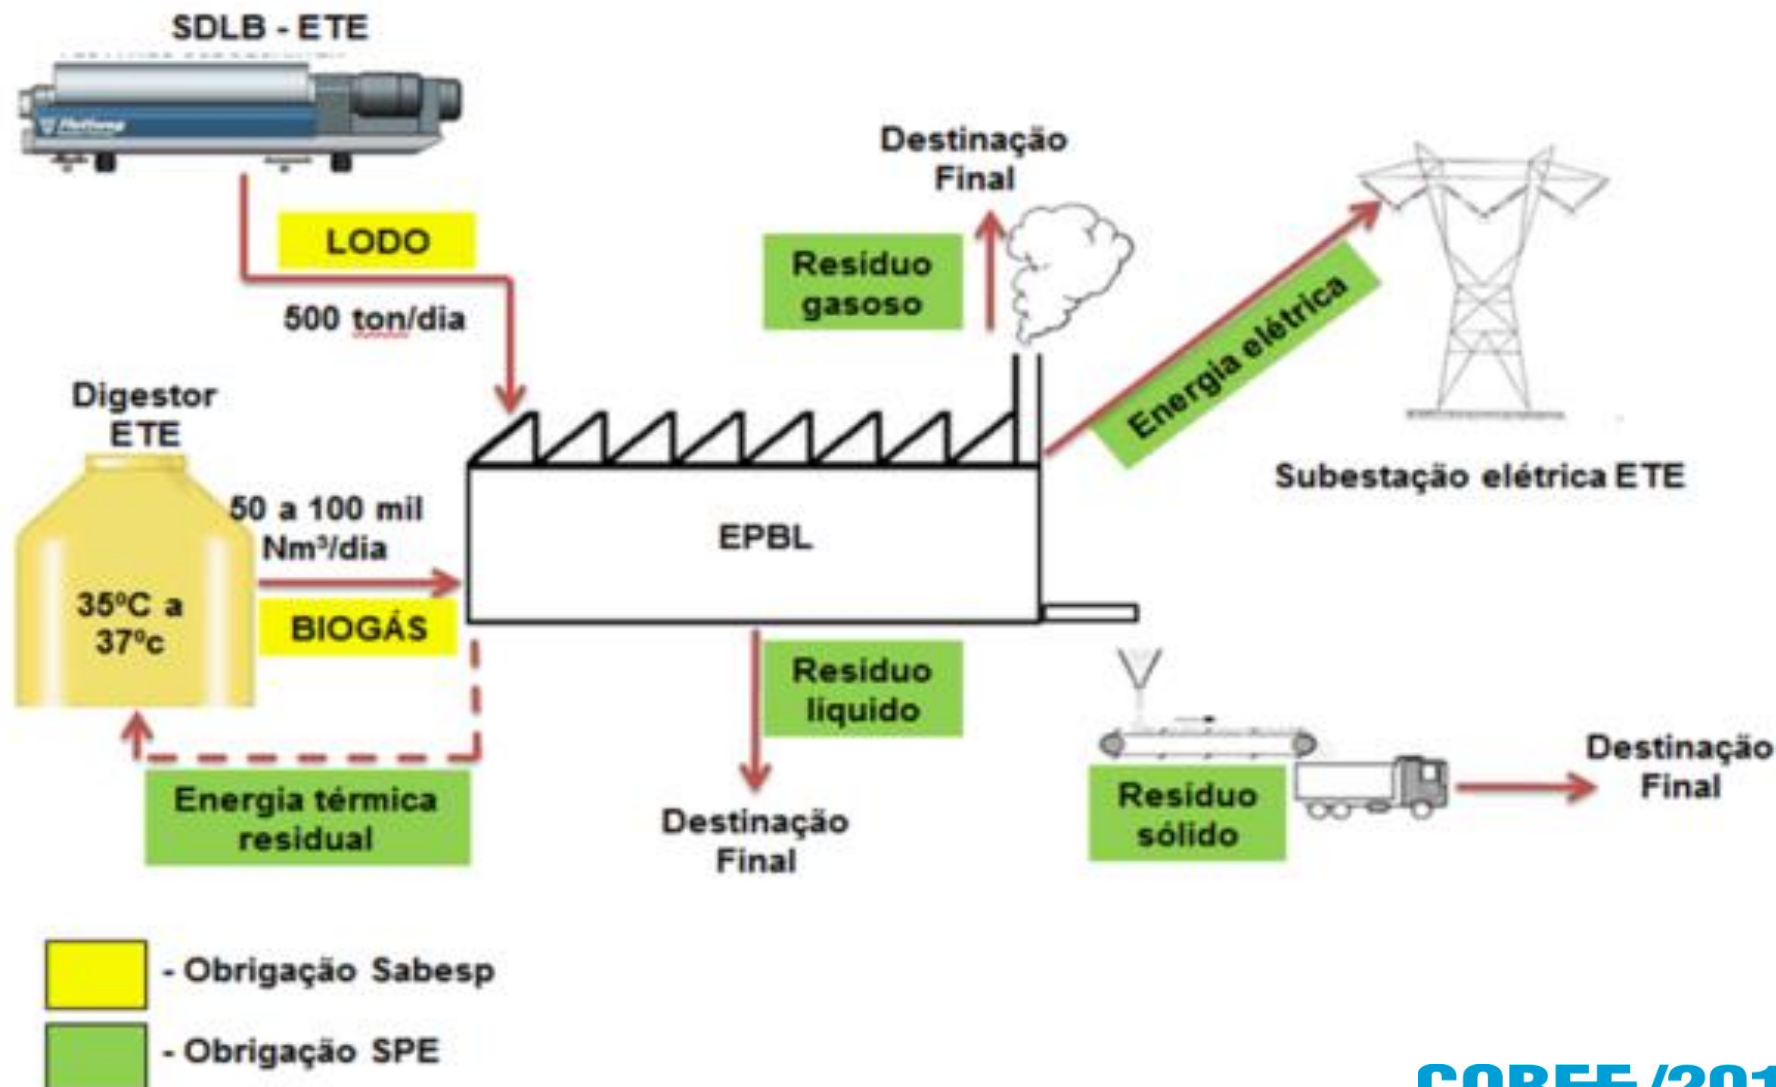 SDLB - ETE
LODO
500 ton/dia
Destinação
Final
Resíduo
gasoso
Energia elétrica
Subestação elétrica ETE
Digestor
ETE
50 a 100 mil
Nm³/dia
35ºC a
37ºc
BIOGÁS
EPBL
Resíduo
líquido
Destinação
Final
Energia térmica
residual
Resíduo
sólido
Destinação
Final
- Obrigação Sabesp
- Obrigação SPE